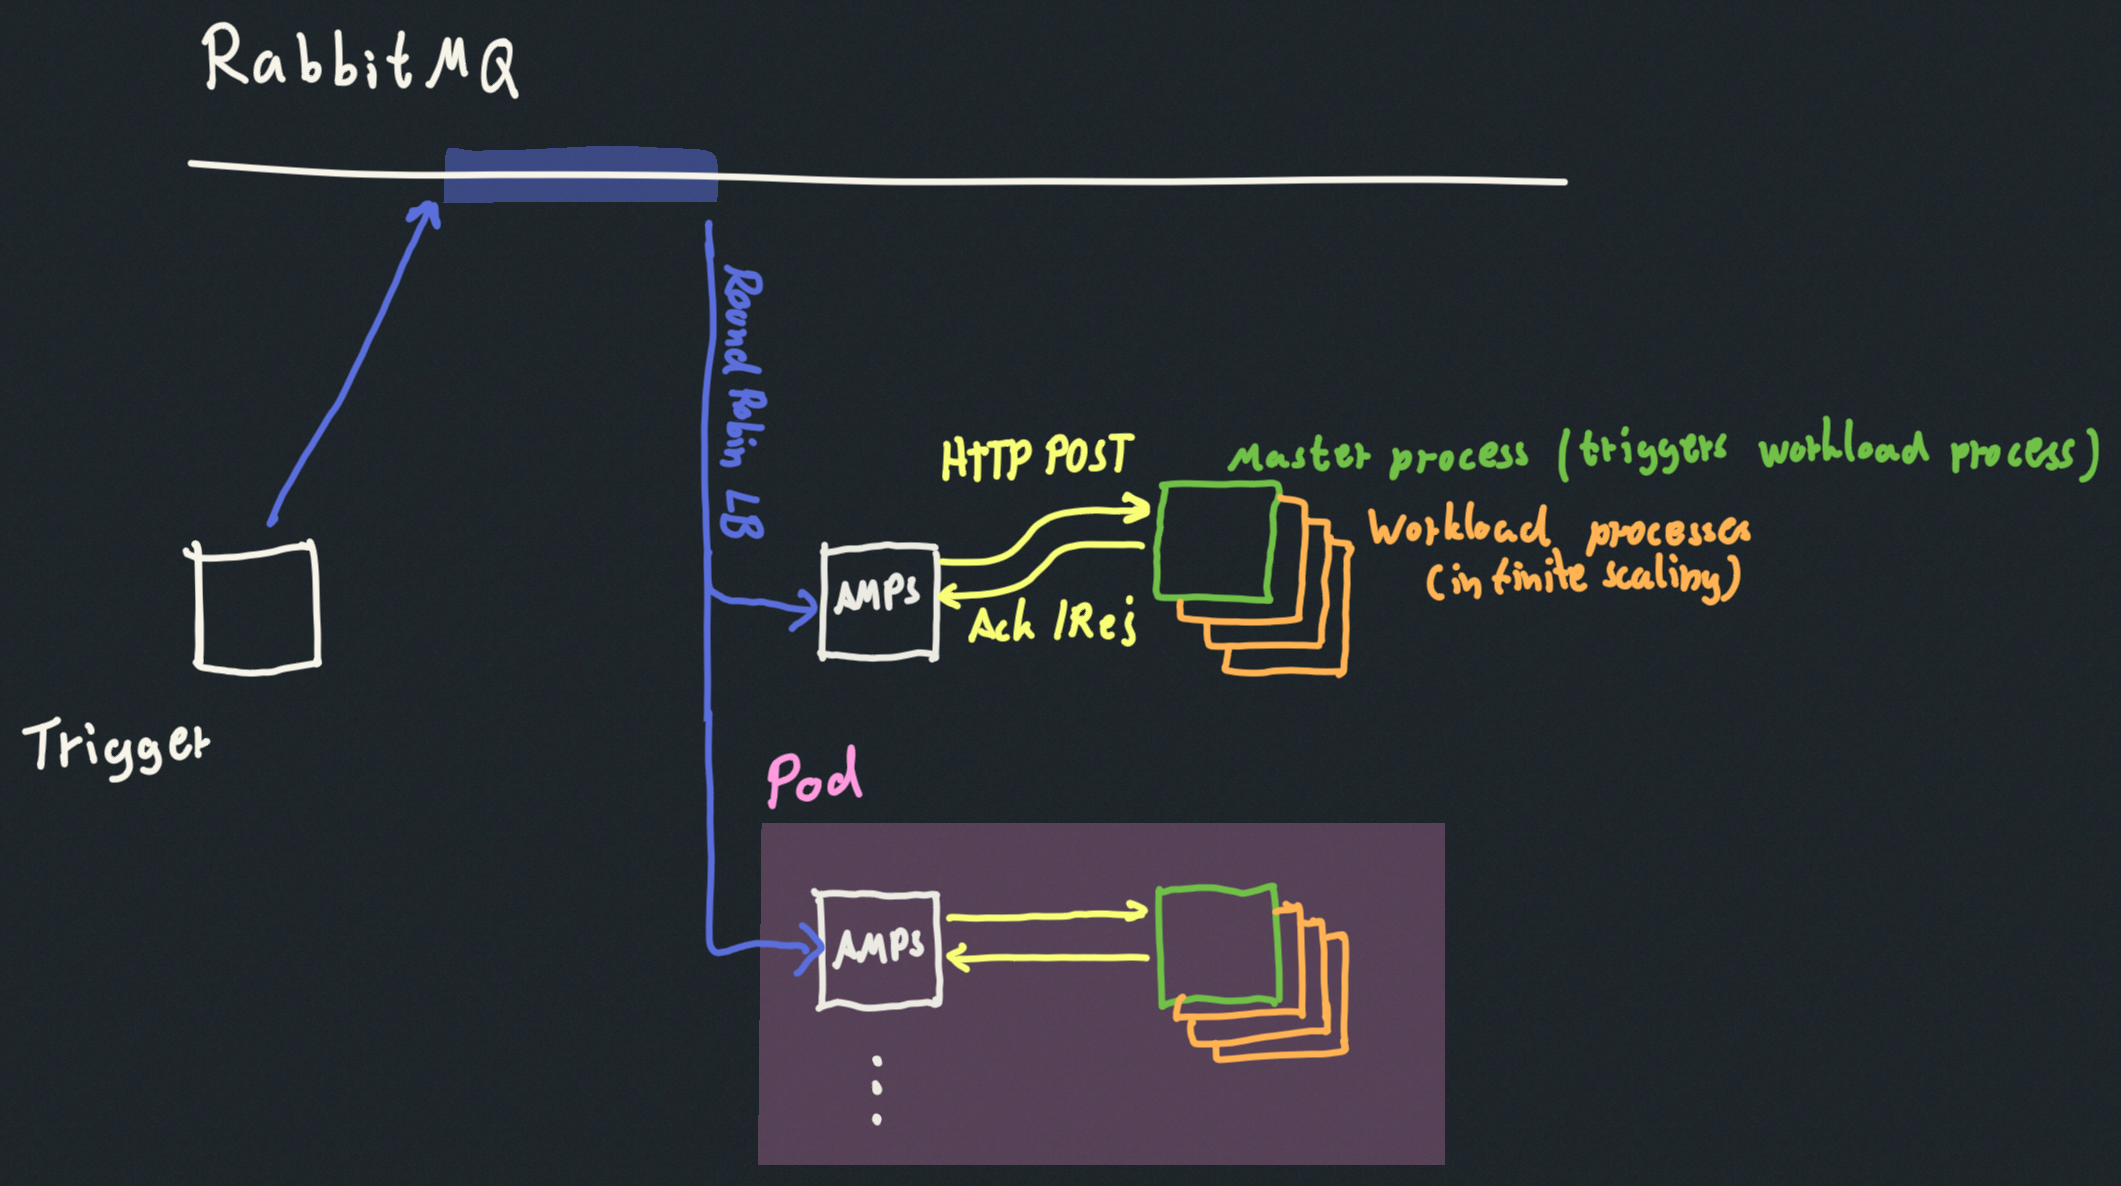 RabbitMQ
Round Robin LB
HTTP POST
Master process (triggers workload process)
Workload processes
(infinite scaling)
AMPs
Ack / Rej
Trigger
Pod
AMPs